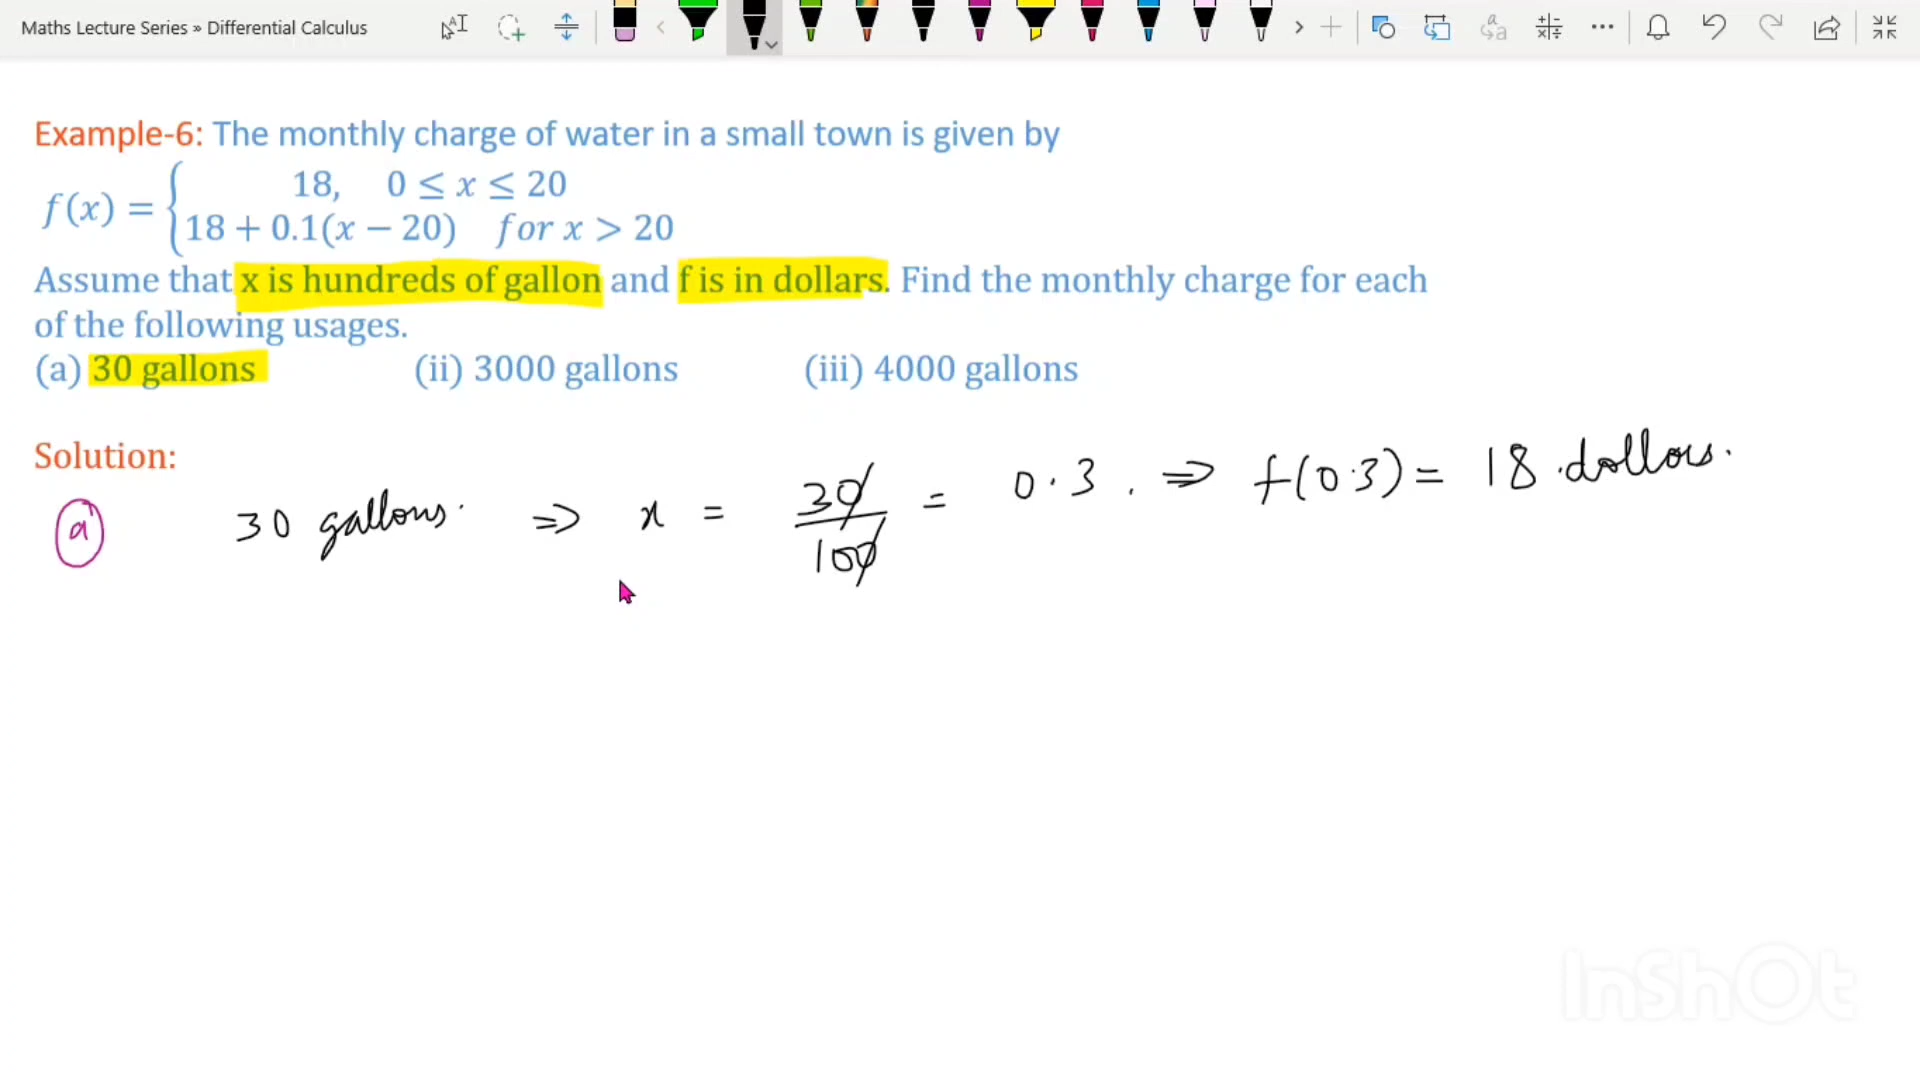 Maths Lecture Series » Differential Calculus
Example-6: The monthly charge of water in a small town is given by
f(x) = { 18, 0 ≤ x ≤ 20
18 + 0.1(x − 20) for x > 20
Assume that x is hundreds of gallon and f is in dollars. Find the monthly charge for each
of the following usages.
(a) 30 gallons (ii) 3000 gallons (iii) 4000 gallons
Solution:
(a) 30 gallons. ⇒ x = 30/100 = 0.3. ⇒ f(0.3) = 18 dollars.
InShOt